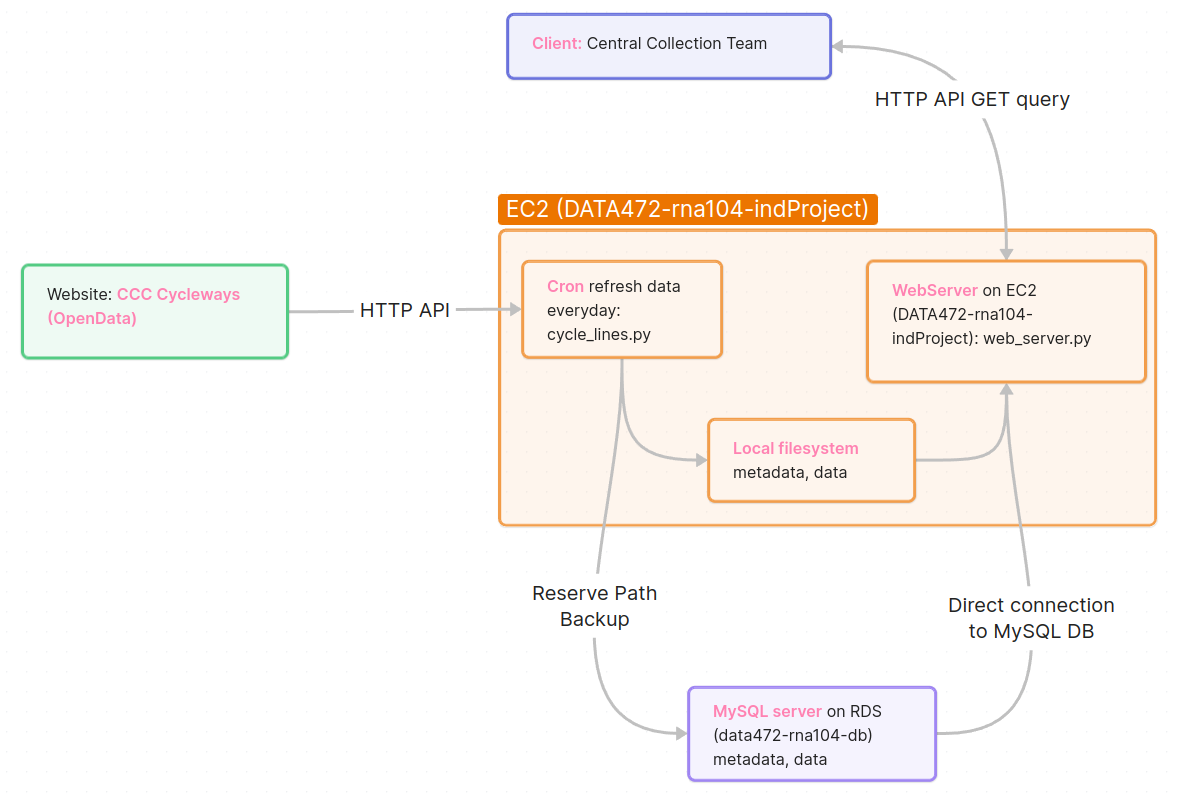 Client: Central Collection Team
HTTP API GET query
EC2 (DATA472-rna104-indProject)
Website: CCC Cycleways
(OpenData)
HTTP API
Cron refresh data
everyday:
cycle_lines.py
WebServer on EC2
(DATA472-rna104-
indProject): web_server.py
Local filesystem
metadata, data
Reserve Path
Backup
Direct connection
to MySQL DB
MySQL server on RDS
(data472-rna104-db)
metadata, data